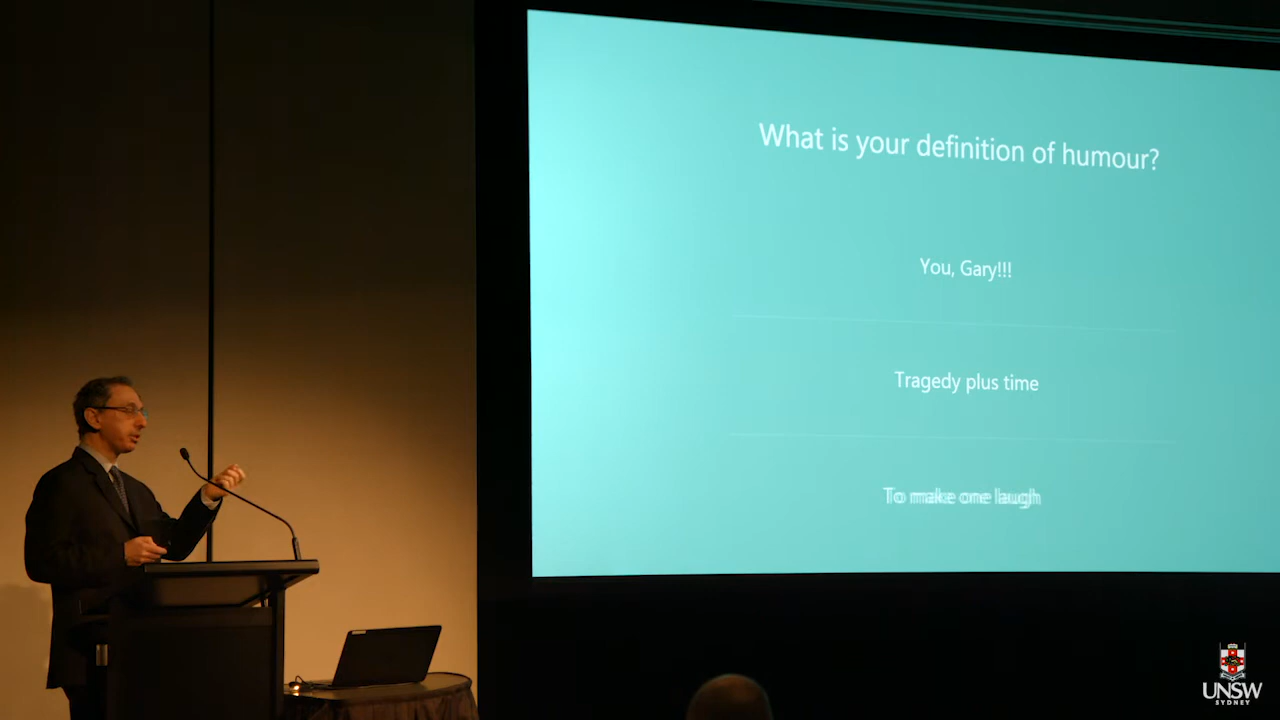 What is your definition of humour?
You, Gary!!!
Tragedy plus time
To make one laugh
UNSW
SYDNEY